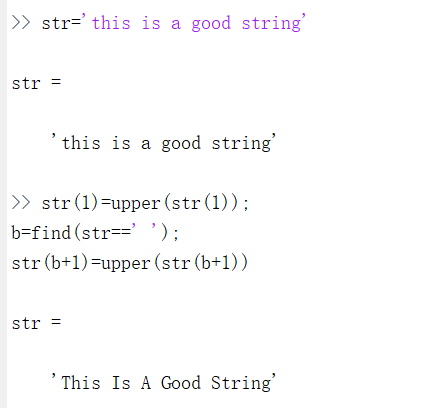 >> str='this is a good string'
str =
'this is a good string'
>> str(1)=upper(str(1));
b=find(str==' ');
str(b+1)=upper(str(b+1))
str =
'This Is A Good String'